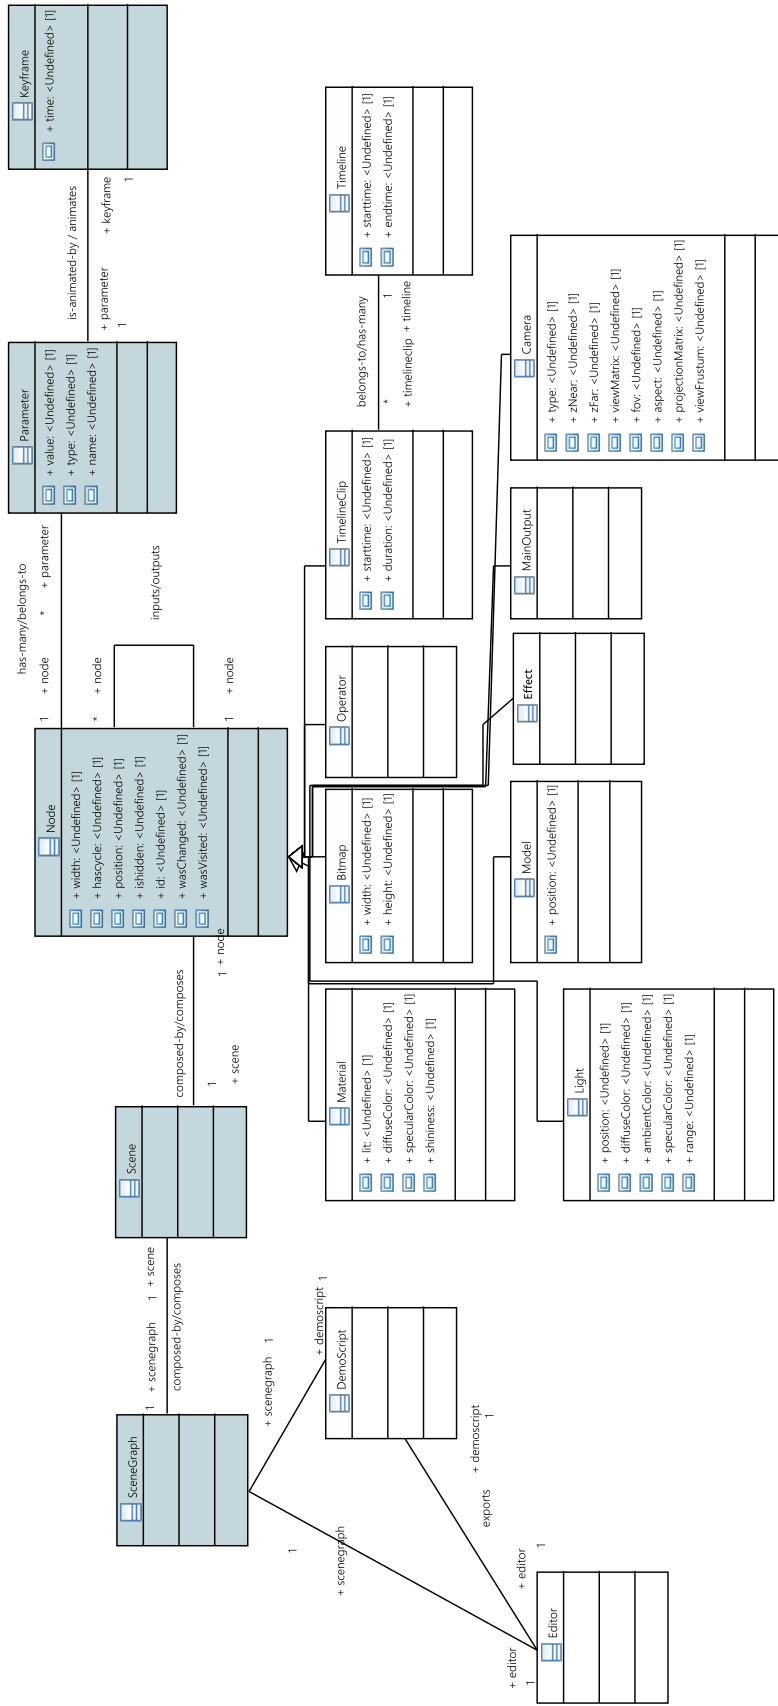 SceneGraph
1
+ scenegraph
composed-by/composes
1
+ scene
Scene
composed-by/composes
1
+ scene
1
+ node
Node
+ width: <Undefined> [1]
+ hascycle: <Undefined> [1]
+ position: <Undefined> [1]
+ ishidden: <Undefined> [1]
+ id: <Undefined> [1]
+ wasChanged: <Undefined> [1]
+ wasVisited: <Undefined> [1]
1
+ node
*
+ node
1
+ node
inputs/outputs
has-many/belongs-to
*
+ parameter
Parameter
+ value: <Undefined> [1]
+ type: <Undefined> [1]
+ name: <Undefined> [1]
is-animated-by / animates
+ parameter
1
+ keyframe
1
Keyframe
+ time: <Undefined> [1]
+ scenegraph
1
+ demoscript
1
DemoScript
Material
+ lit: <Undefined> [1]
+ diffuseColor: <Undefined> [1]
+ specularColor: <Undefined> [1]
+ shininess: <Undefined> [1]
Bitmap
+ width: <Undefined> [1]
+ height: <Undefined> [1]
Operator
TimelineClip
+ starttime: <Undefined> [1]
+ duration: <Undefined> [1]
belongs-to/has-many
*
1
+ timelineclip
+ timeline
Timeline
+ starttime: <Undefined> [1]
+ endtime: <Undefined> [1]
1
+ scenegraph
exports
+ demoscript
1
+ editor
1
+ editor
1
Editor
Light
+ position: <Undefined> [1]
+ diffuseColor: <Undefined> [1]
+ ambientColor: <Undefined> [1]
+ specularColor: <Undefined> [1]
+ range: <Undefined> [1]
Model
+ position: <Undefined> [1]
Effect
MainOutput
Camera
+ type: <Undefined> [1]
+ zNear: <Undefined> [1]
+ zFar: <Undefined> [1]
+ viewMatrix: <Undefined> [1]
+ fov: <Undefined> [1]
+ aspect: <Undefined> [1]
+ projectionMatrix: <Undefined> [1]
+ viewFrustum: <Undefined> [1]